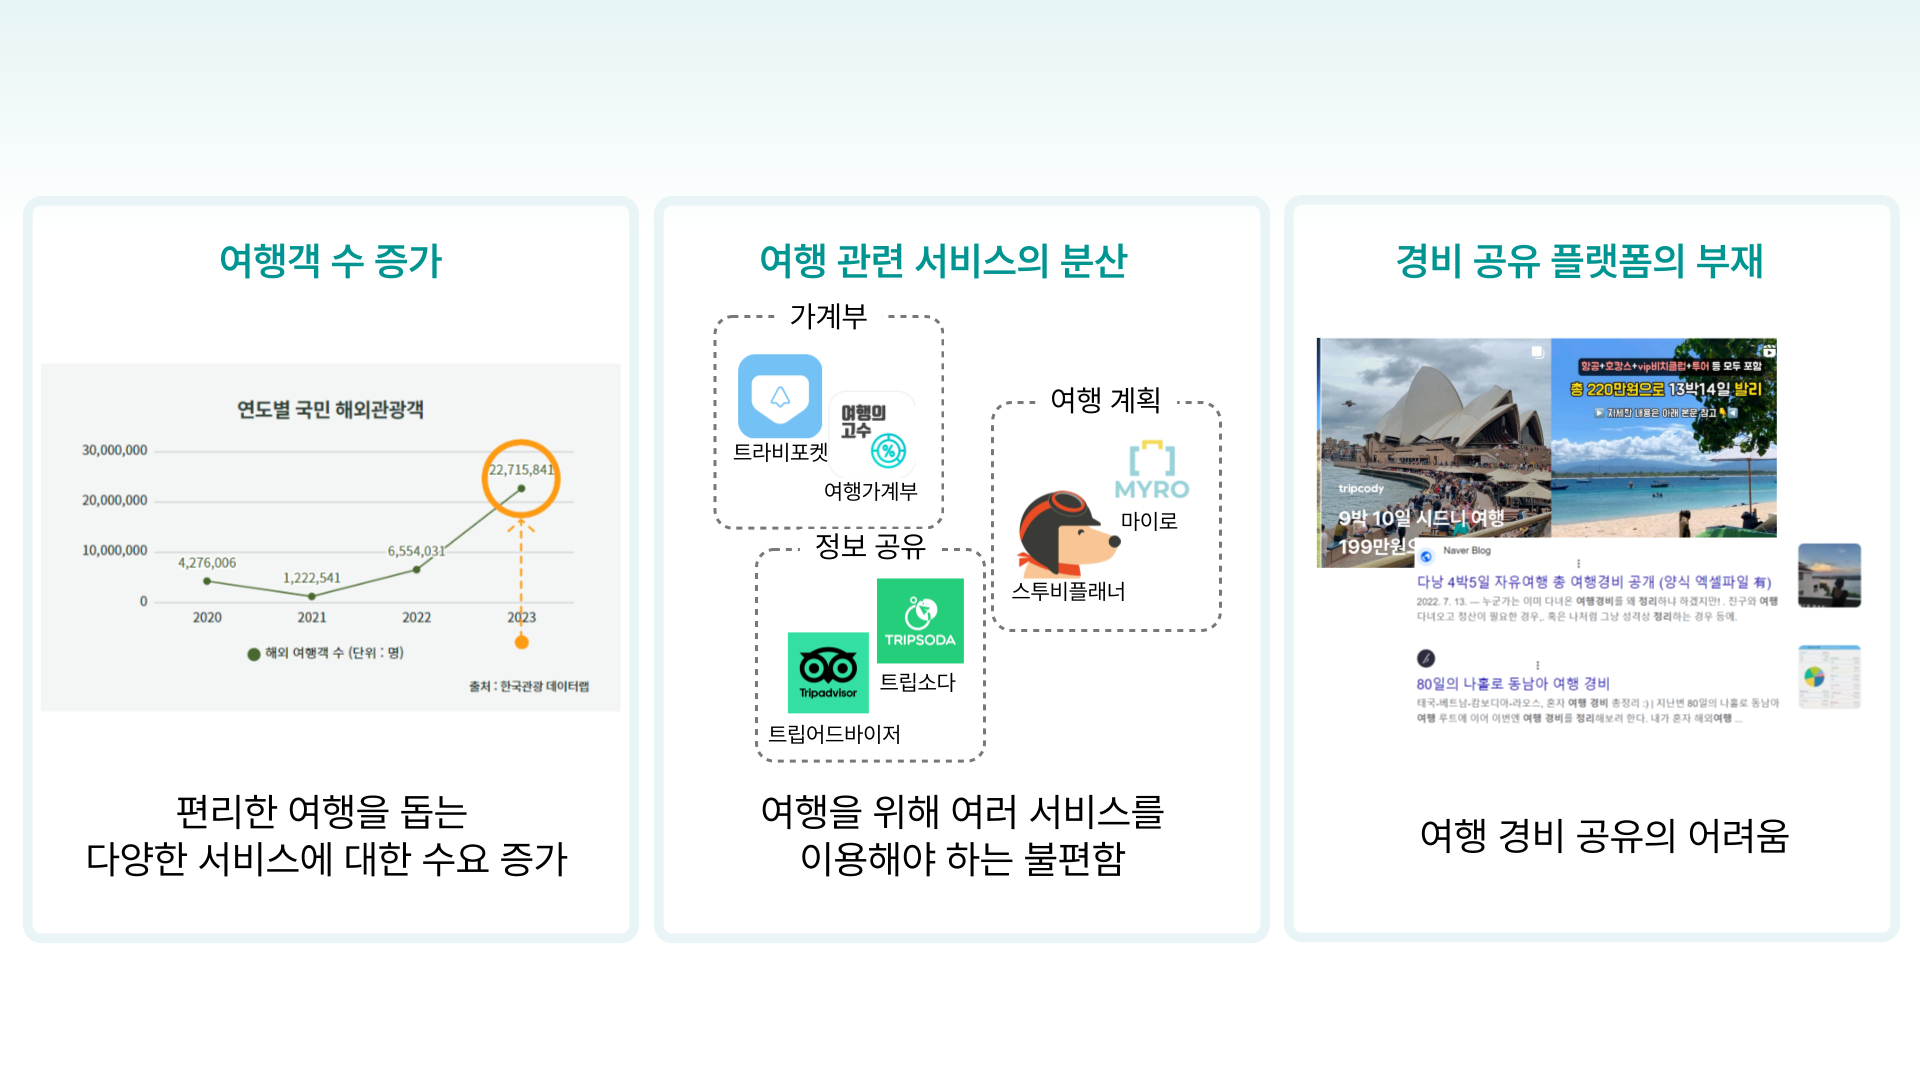 여행객 수 증가
연도별 국민 해외관광객
30,000,000
20,000,000
10,000,000
0
4,276,006
1,222,541
6,554,031
22,715,841
2020
2021
2022
2023
해외 여행객 수 (단위 : 명)
출처 : 한국관광 데이터랩
편리한 여행을 돕는
다양한 서비스에 대한 수요 증가
여행 관련 서비스의 분산
가계부
트라비포켓
여행의
고수
여행가계부
여행 계획
MYRO
마이로
스투비플래너
정보 공유
TRIPSODA
트립소다
Tripadvisor
트립어드바이저
여행을 위해 여러 서비스를
이용해야 하는 불편함
경비 공유 플랫폼의 부재
항공+호캉스+vip비치클럽+투어 등 모두 포함
총 220만원으로 13박14일 발리
자세한 내용은 아래 본문 참고
tripcody
9박 10일 시드니 여행
199만원으
Naver Blog
다낭 4박5일 자유여행 총 여행경비 공개 (양식 엑셀파일 有)
2022. 7. 13. — 누군가는 이미 다녀온 여행경비를 왜 정리하냐 하겠지만! . 친구와 여행
다녀오고 정산이 필요한 경우,. 혹은 나처럼 그냥 성격상 정리하는 경우 등에.
80일의 나홀로 동남아 여행 경비
태국-베트남-캄보디아-라오스, 혼자 여행 경비 총정리 :) | 지난번 80일의 나홀로 동남아
여행 루트에 이어 이번엔 여행 경비를 정리해보려 한다. 내가 혼자 해외여행 ...
여행 경비 공유의 어려움